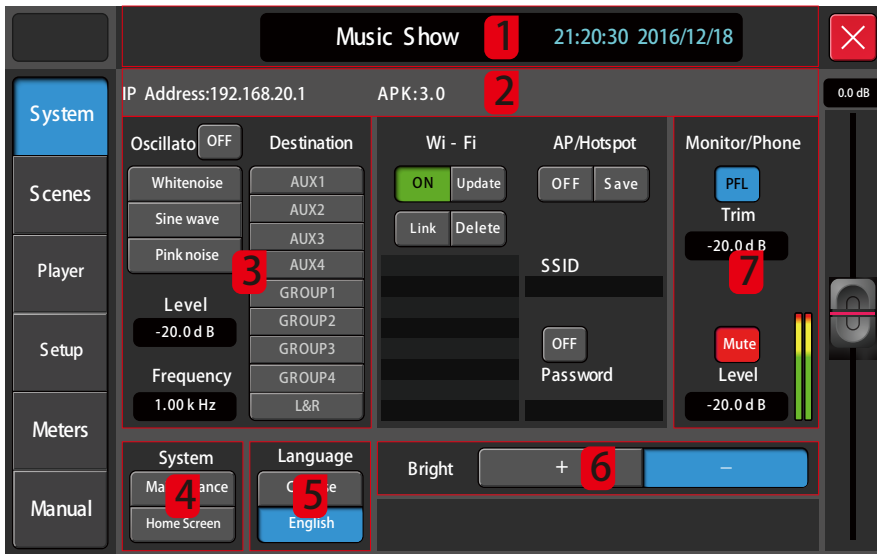 Music Show 1 21:20:30 2016/12/18
IP Address:192.168.20.1 APK:3.0 2
0.0 dB
System
Scenes
Player
Setup
Meters
Manual
Oscillato OFF
Whitenoise
Sine wave
Pink noise
3
Level
-20.0 dB
Frequency
1.00 kHz
Destination
AUX1
AUX2
AUX3
AUX4
GROUP1
GROUP2
GROUP3
GROUP4
L&R
Wi - Fi
ON Update
Link Delete
AP/Hotspot
OFF Save
SSID
OFF
Password
Monitor/Phone
PFL
Trim
-20.0 dB
7
Mute
Level
-20.0 dB
System
4
Home Screen
Language
5
English
Bright + 6 −